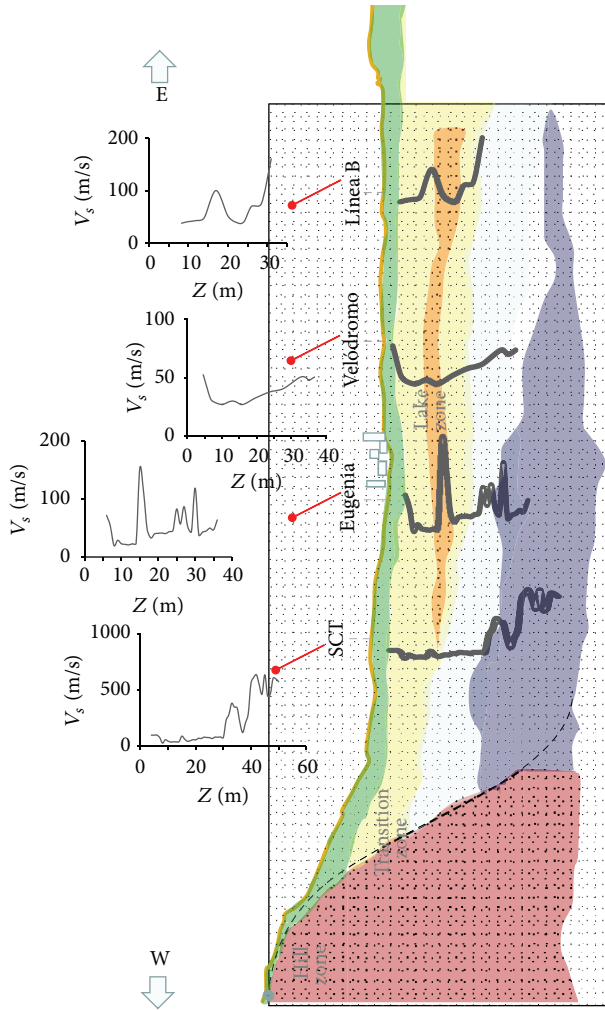 E
200
100
0
V_s (m/s)
0 10 20 30
Z (m)
Línea B
100
50
0
V_s (m/s)
0 10 20 30 40
Z (m)
Velódromo
Lake
zone
200
100
0
V_s (m/s)
0 10 20 30 40
Z (m)
Eugenia
1000
500
0
V_s (m/s)
0 20 40 60
Z (m)
SCT
Transition
zone
Hill
zone
W